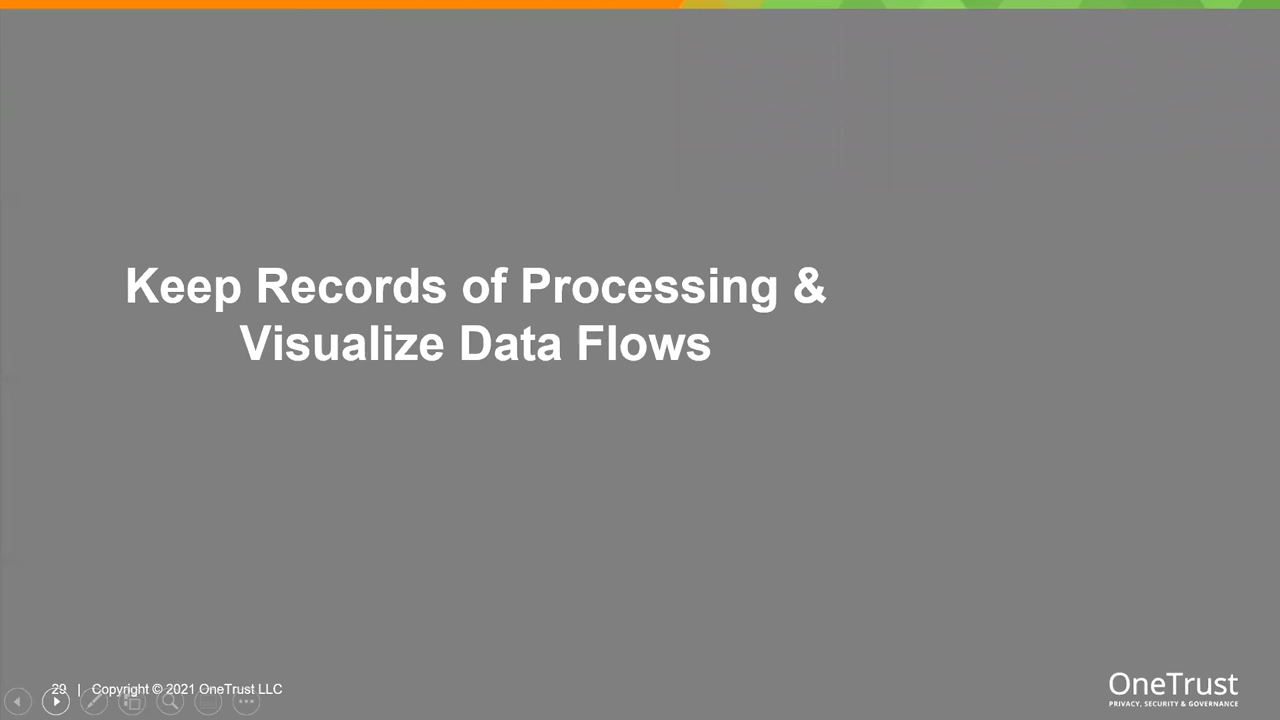 Keep Records of Processing &
Visualize Data Flows
29 | Copyright © 2021 OneTrust LLC
OneTrust
PRIVACY, SECURITY & GOVERNANCE